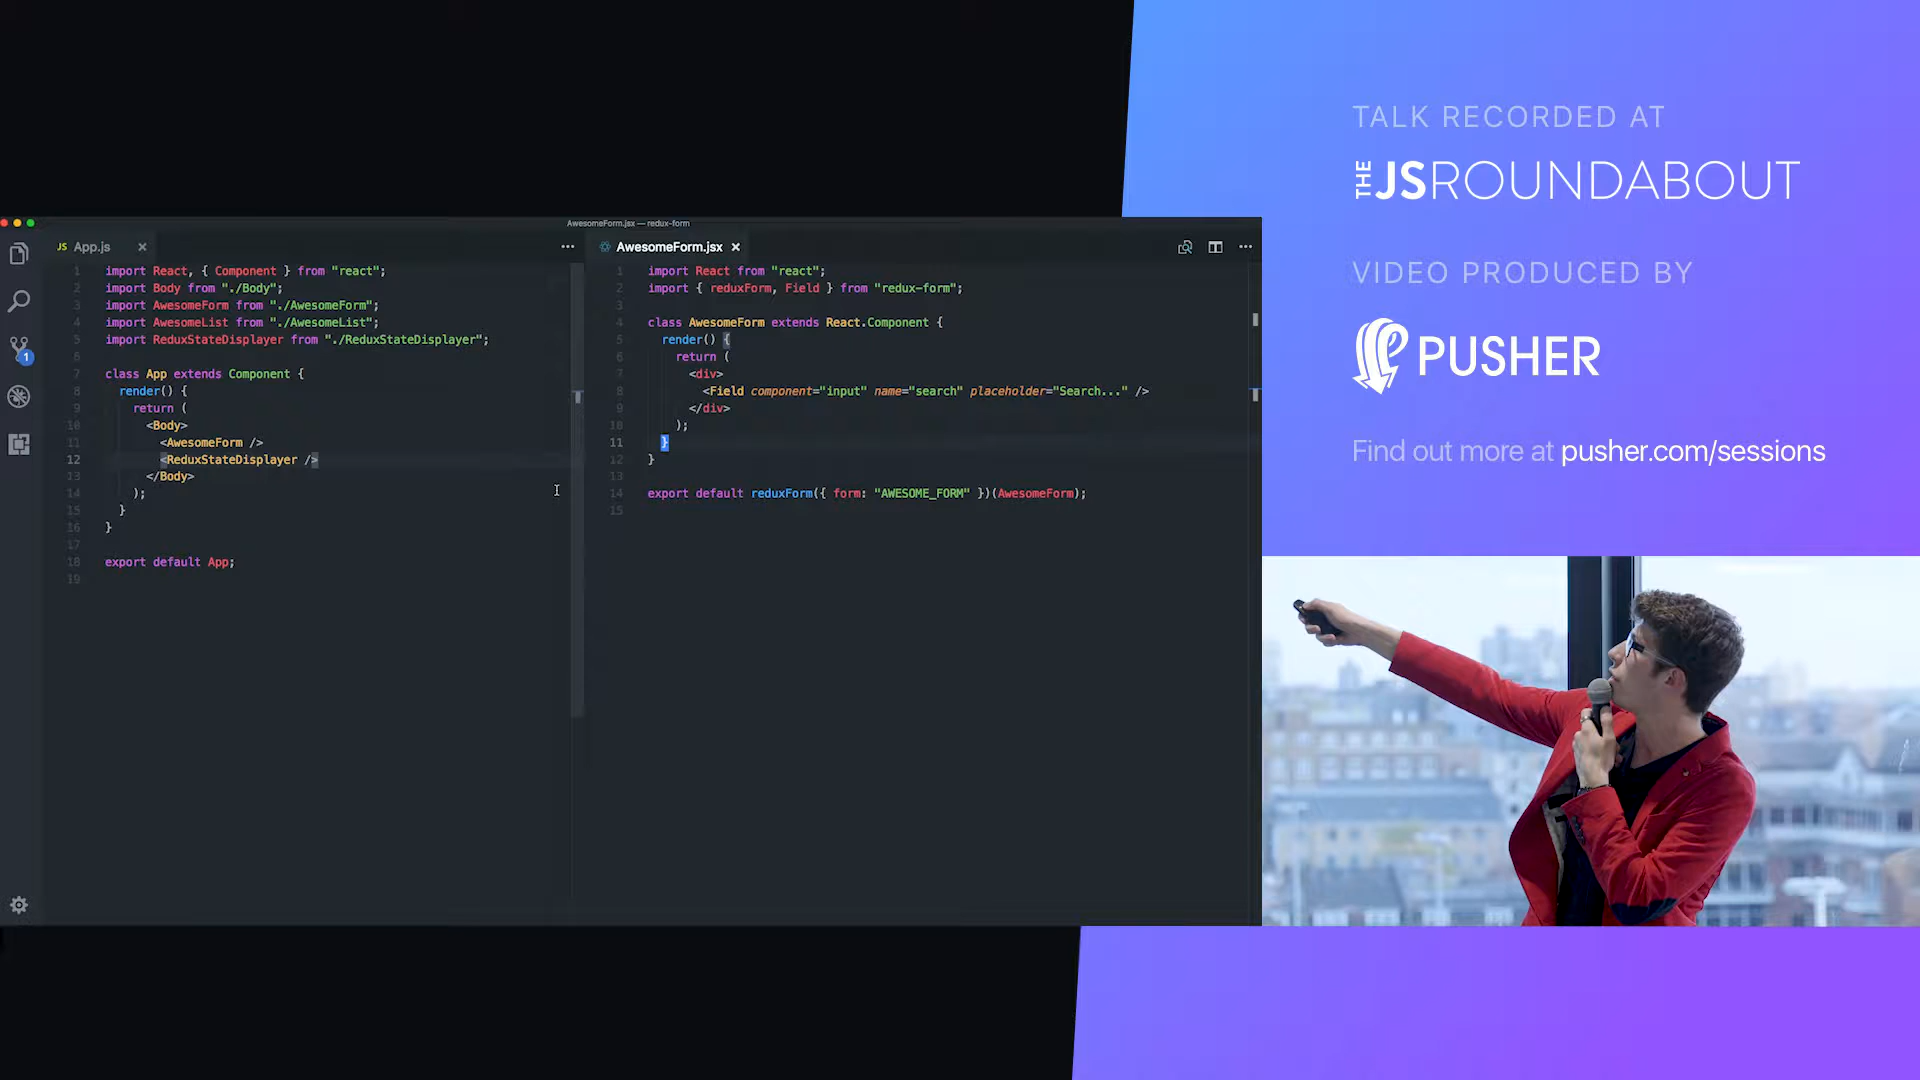 AwesomeForm.jsx — redux-form
JS App.js
AwesomeForm.jsx
1 import React, { Component } from "react";
2 import Body from "./Body";
3 import AwesomeForm from "./AwesomeForm";
4 import AwesomeList from "./AwesomeList";
5 import ReduxStateDisplayer from "./ReduxStateDisplayer";
6
7 class App extends Component {
8 render() {
9 return (
10 <Body>
11 <AwesomeForm />
12 <ReduxStateDisplayer />
13 </Body>
14 );
15 }
16 }
17
18 export default App;
19
1
1 import React from "react";
2 import { reduxForm, Field } from "redux-form";
3
4 class AwesomeForm extends React.Component {
5 render() {
6 return (
7 <div>
8 <Field component="input" name="search" placeholder="Search..." />
9 </div>
10 );
11 }
12 }
13
14 export default reduxForm({ form: "AWESOME_FORM" })(AwesomeForm);
15
TALK RECORDED AT
THE JSROUNDABOUT
VIDEO PRODUCED BY
PUSHER
Find out more at pusher.com/sessions